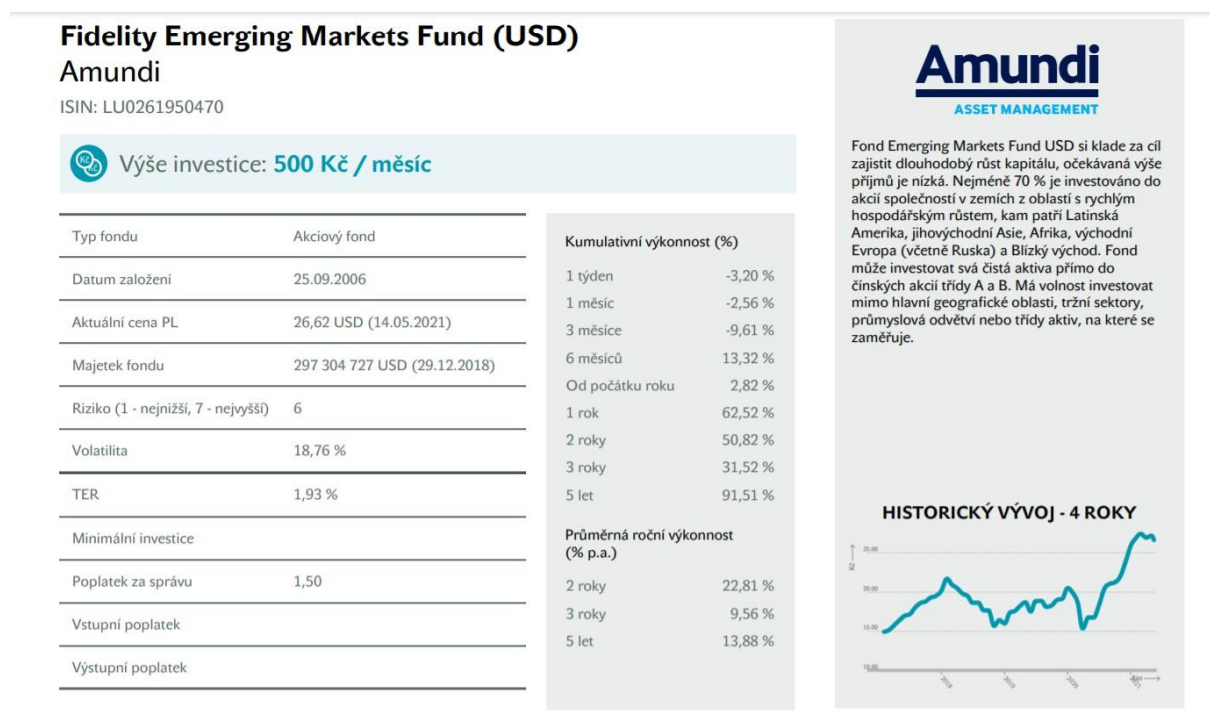 Fidelity Emerging Markets Fund (USD)
Amundi
ISIN: LU0261950470
Kč
Kč
Výše investice: 500 Kč / měsíc
Typ fondu Akciový fond
Datum založení 25.09.2006
Aktuální cena PL 26,62 USD (14.05.2021)
Majetek fondu 297 304 727 USD (29.12.2018)
Riziko (1 - nejnižší, 7 - nejvyšší) 6
Volatilita 18,76 %
TER 1,93 %
Minimální investice
Poplatek za správu 1,50
Vstupní poplatek
Výstupní poplatek
Kumulativní výkonnost (%)
1 týden -3,20 %
1 měsíc -2,56 %
3 měsíce -9,61 %
6 měsíců 13,32 %
Od počátku roku 2,82 %
1 rok 62,52 %
2 roky 50,82 %
3 roky 31,52 %
5 let 91,51 %
Průměrná roční výkonnost
(% p.a.)
2 roky 22,81 %
3 roky 9,56 %
5 let 13,88 %
Amundi
ASSET MANAGEMENT
Fond Emerging Markets Fund USD si klade za cíl
zajistit dlouhodobý růst kapitálu, očekávaná výše
příjmů je nízká. Nejméně 70 % je investováno do
akcií společností v zemích z oblastí s rychlým
hospodářským růstem, kam patří Latinská
Amerika, jihovýchodní Asie, Afrika, východní
Evropa (včetně Ruska) a Blízký východ. Fond
může investovat svá čistá aktiva přímo do
čínských akcií třídy A a B. Má volnost investovat
mimo hlavní geografické oblasti, tržní sektory,
průmyslová odvětví nebo třídy aktiv, na které se
zaměřuje.
HISTORICKÝ VÝVOJ - 4 ROKY
Kč
25,00
20,00
15,00
10,00
2018
2019
2020
2021